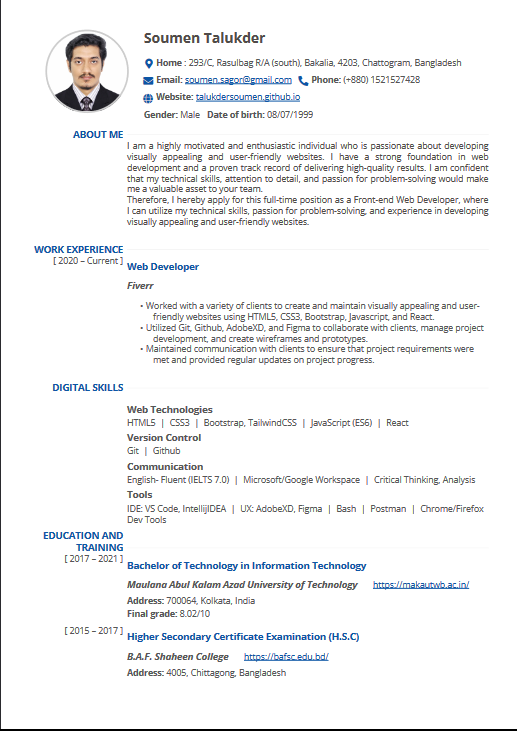 Soumen Talukder
Home : 293/C, Rasulbag R/A (south), Bakalia, 4203, Chattogram, Bangladesh
Email: soumen.sagor@gmail.com Phone: (+880) 1521527428
Website: talukdersoumen.github.io
Gender: Male Date of birth: 08/07/1999
ABOUT ME
I am a highly motivated and enthusiastic individual who is passionate about developing
visually appealing and user-friendly websites. I have a strong foundation in web
development and a proven track record of delivering high-quality results. I am confident
that my technical skills, attention to detail, and passion for problem-solving would make
me a valuable asset to your team.
Therefore, I hereby apply for this full-time position as a Front-end Web Developer, where
I can utilize my technical skills, passion for problem-solving, and experience in developing
visually appealing and user-friendly websites.
WORK EXPERIENCE
[ 2020 – Current ]
Web Developer
Fiverr
• Worked with a variety of clients to create and maintain visually appealing and user-
friendly websites using HTML5, CSS3, Bootstrap, Javascript, and React.
• Utilized Git, Github, AdobeXD, and Figma to collaborate with clients, manage project
development, and create wireframes and prototypes.
• Maintained communication with clients to ensure that project requirements were
met and provided regular updates on project progress.
DIGITAL SKILLS
Web Technologies
HTML5 | CSS3 | Bootstrap, TailwindCSS | JavaScript (ES6) | React
Version Control
Git | Github
Communication
English- Fluent (IELTS 7.0) | Microsoft/Google Workspace | Critical Thinking, Analysis
Tools
IDE: VS Code, IntellijIDEA | UX: AdobeXD, Figma | Bash | Postman | Chrome/Firefox
Dev Tools
EDUCATION AND
TRAINING
[ 2017 – 2021 ]
Bachelor of Technology in Information Technology
Maulana Abul Kalam Azad University of Technology https://makautwb.ac.in/
Address: 700064, Kolkata, India
Final grade: 8.02/10
[ 2015 – 2017 ]
Higher Secondary Certificate Examination (H.S.C)
B.A.F. Shaheen College https://bafsc.edu.bd/
Address: 4005, Chittagong, Bangladesh